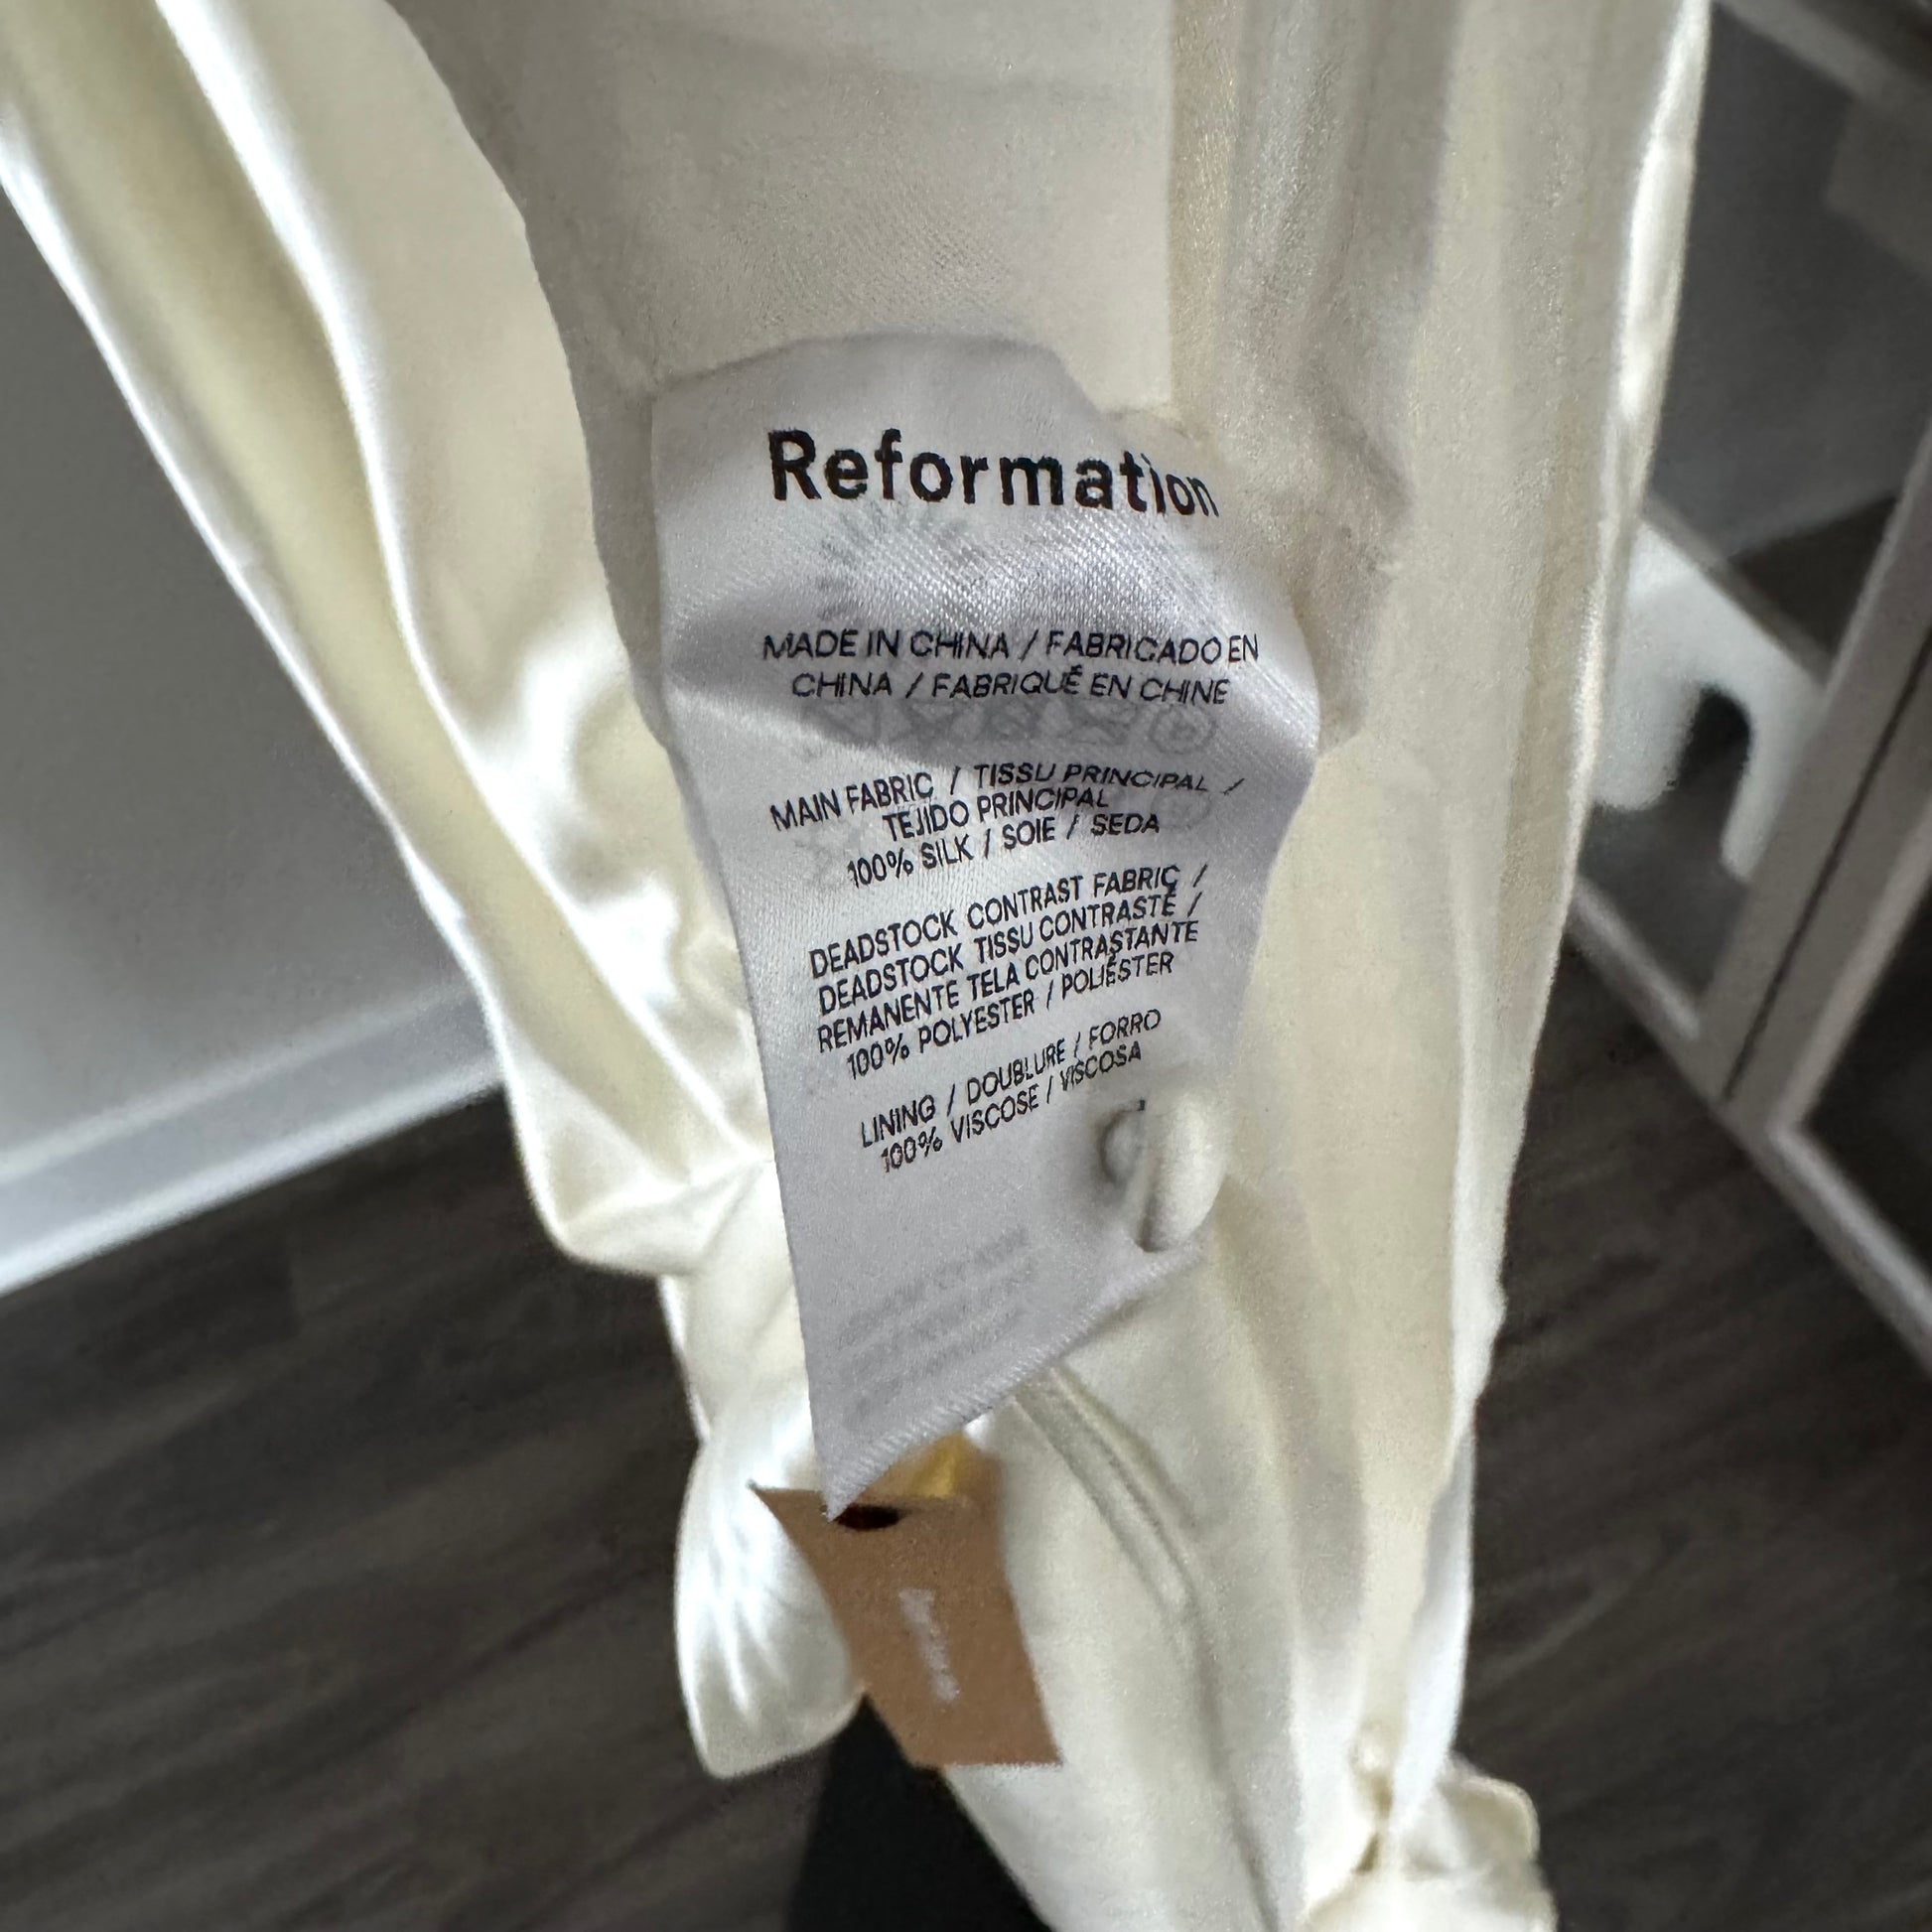 Reformation
MADE IN CHINA / FABRICADO EN
CHINA / FABRIQUÉ EN CHINE
MAIN FABRIC / TISSU PRINCIPAL /
TEJIDO PRINCIPAL
100% SILK / SOIE / SEDA
DEADSTOCK CONTRAST FABRIC /
DEADSTOCK TISSU CONTRASTÉ /
REMANENTE TELA CONTRASTANTE
100% POLYESTER / POLIÉSTER
LINING / DOUBLURE / FORRO
100% VISCOSE / VISCOSA